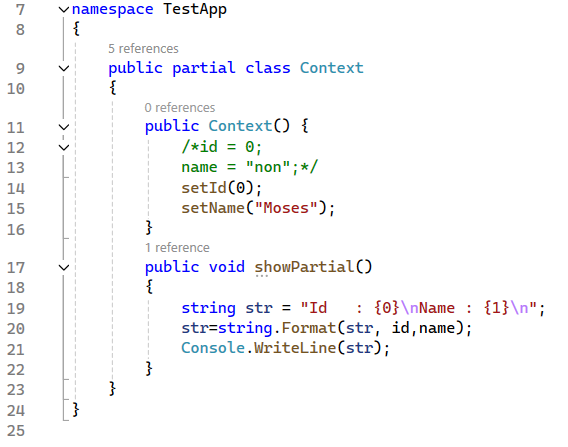 7 namespace TestApp
8 {
5 references
9 public partial class Context
10 {
0 references
11 public Context() {
12 /*id = 0;
13 name = "non";*/
14 setId(0);
15 setName("Moses");
16 }
1 reference
17 public void showPartial()
18 {
19 string str = "Id   : {0}\nName : {1}\n";
20 str=string.Format(str, id,name);
21 Console.WriteLine(str);
22 }
23 }
24 }
25